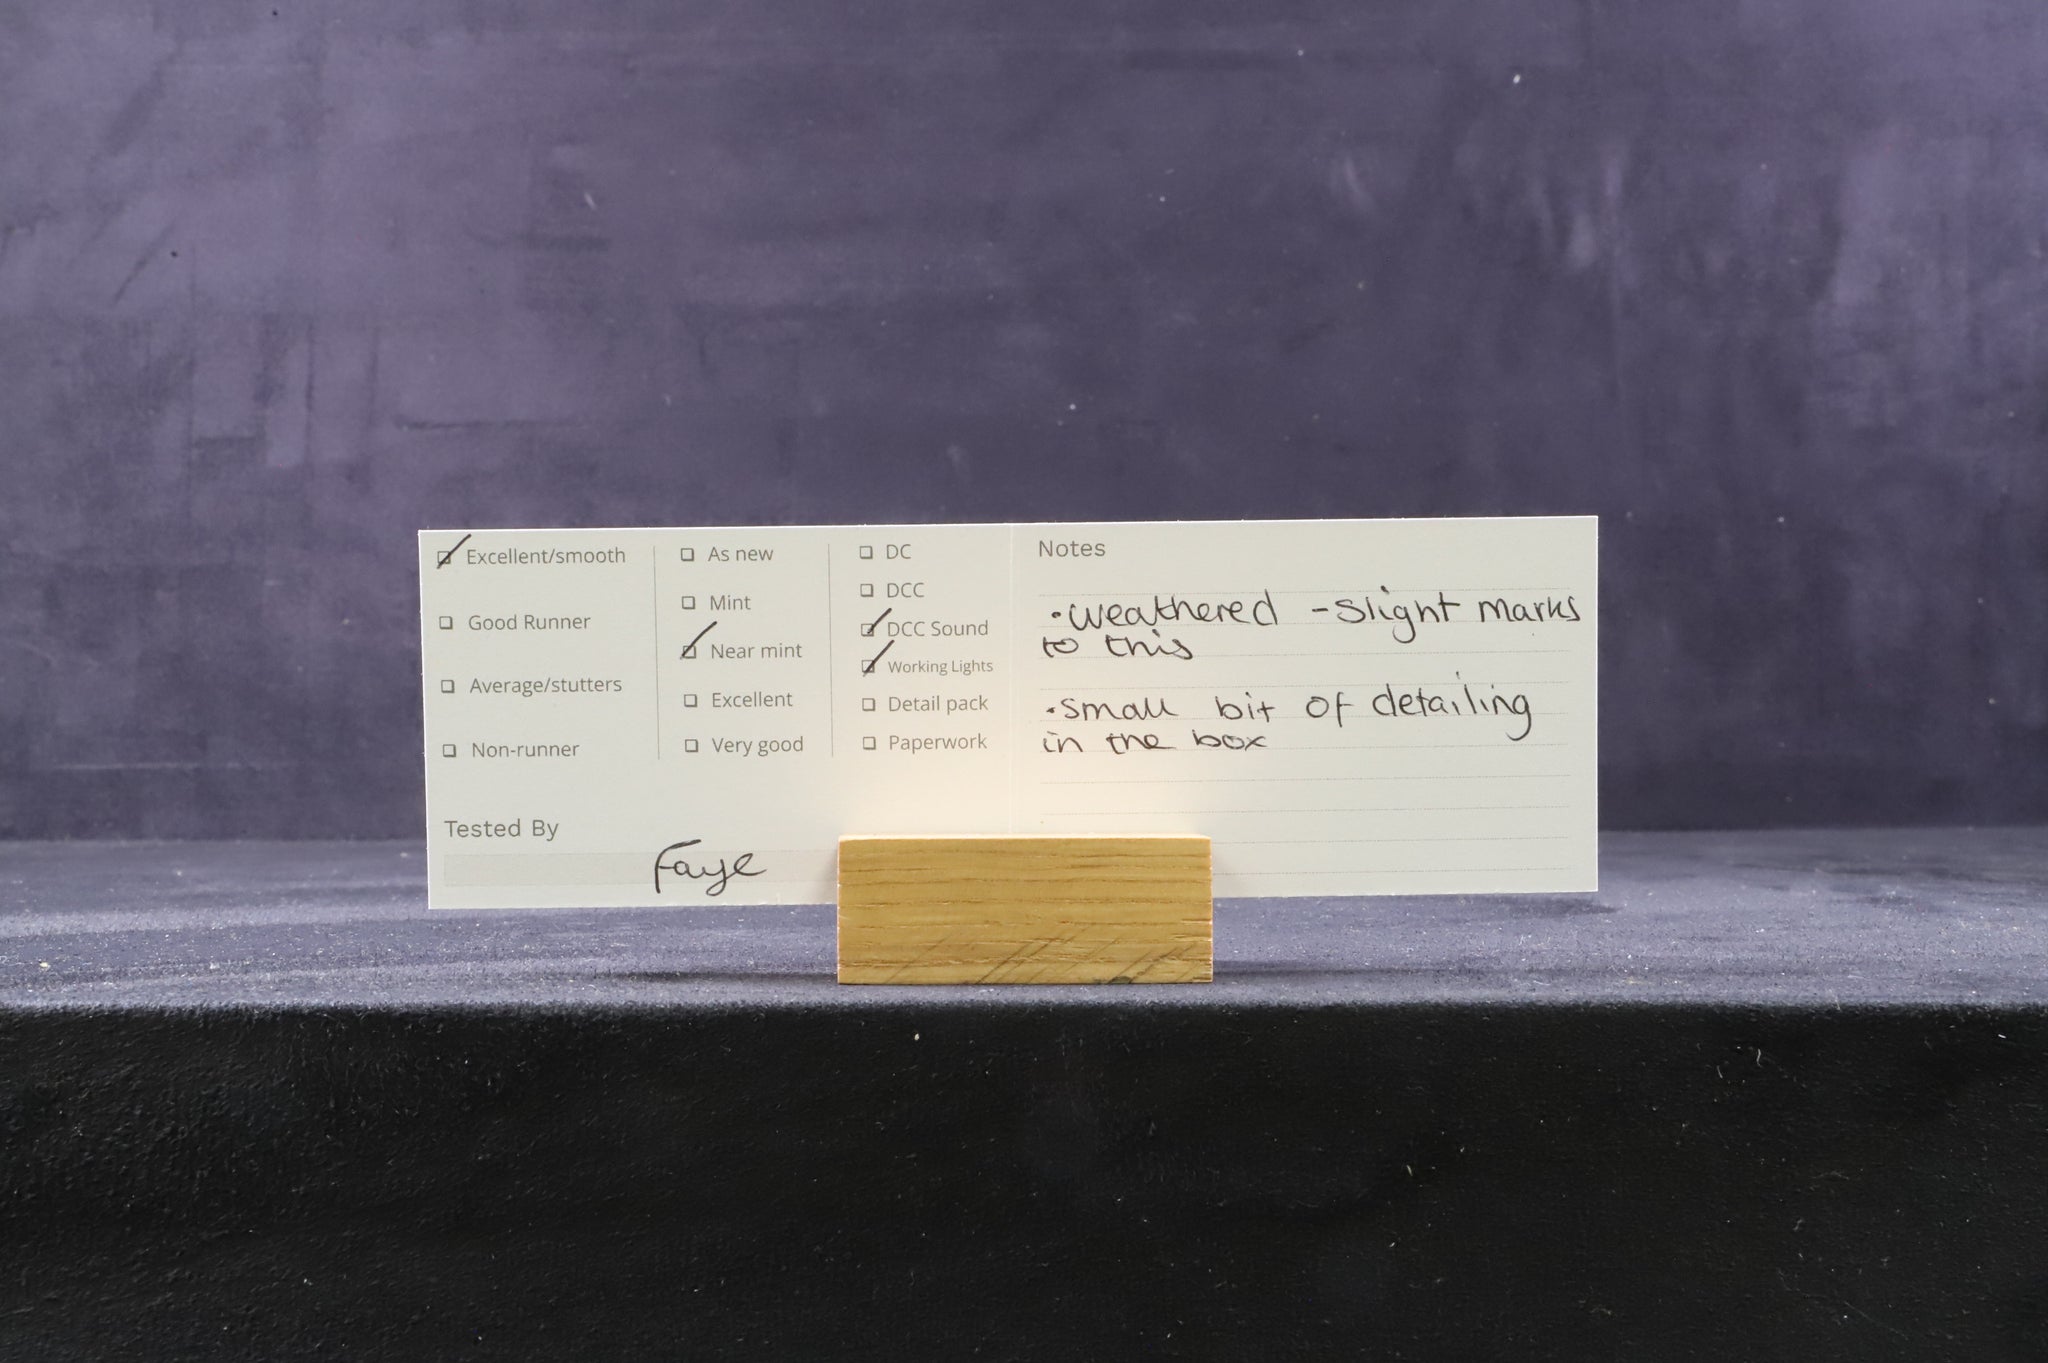 Excellent/smooth
Good Runner
Average/stutters
Non-runner
As new
Mint
Near mint
Excellent
Very good
DC
DCC
DCC Sound
Working Lights
Detail pack
Paperwork
Tested By
Faye
Notes
• Weathered - Slight marks
to this
• Small bit of detailing
in the box